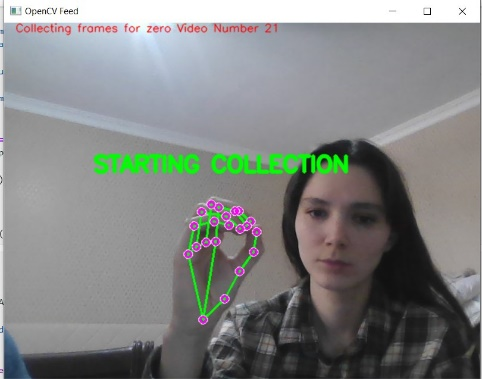 OpenCV Feed
Collecting frames for zero Video Number 21
STARTING COLLECTION